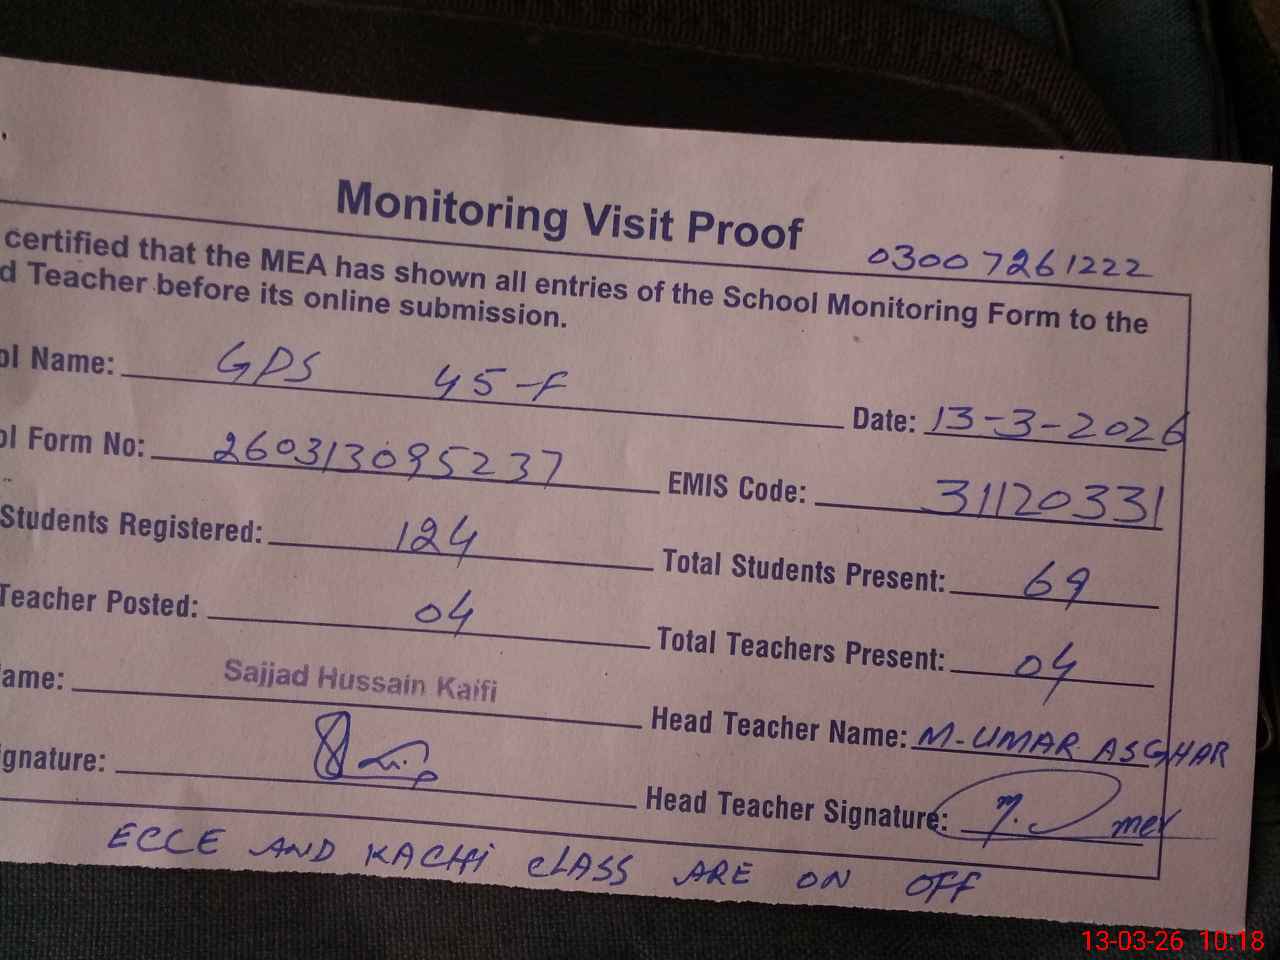 Monitoring Visit Proof
03007261222
certified that the MEA has shown all entries of the School Monitoring Form to the
d Teacher before its online submission.
ol Name: GPS 45-F
Date: 13-3-2026
ol Form No: 260313095237
EMIS Code: 31120331
Students Registered: 124
Total Students Present: 69
Teacher Posted: 04
Total Teachers Present: 04
ame: Sajjad Hussain Kaifi
Head Teacher Name: M-UMAR ASGHAR
ignature:
Head Teacher Signature: M. Umer
ECCE AND KACHI CLASS ARE ON OFF
13-03-26 10:18